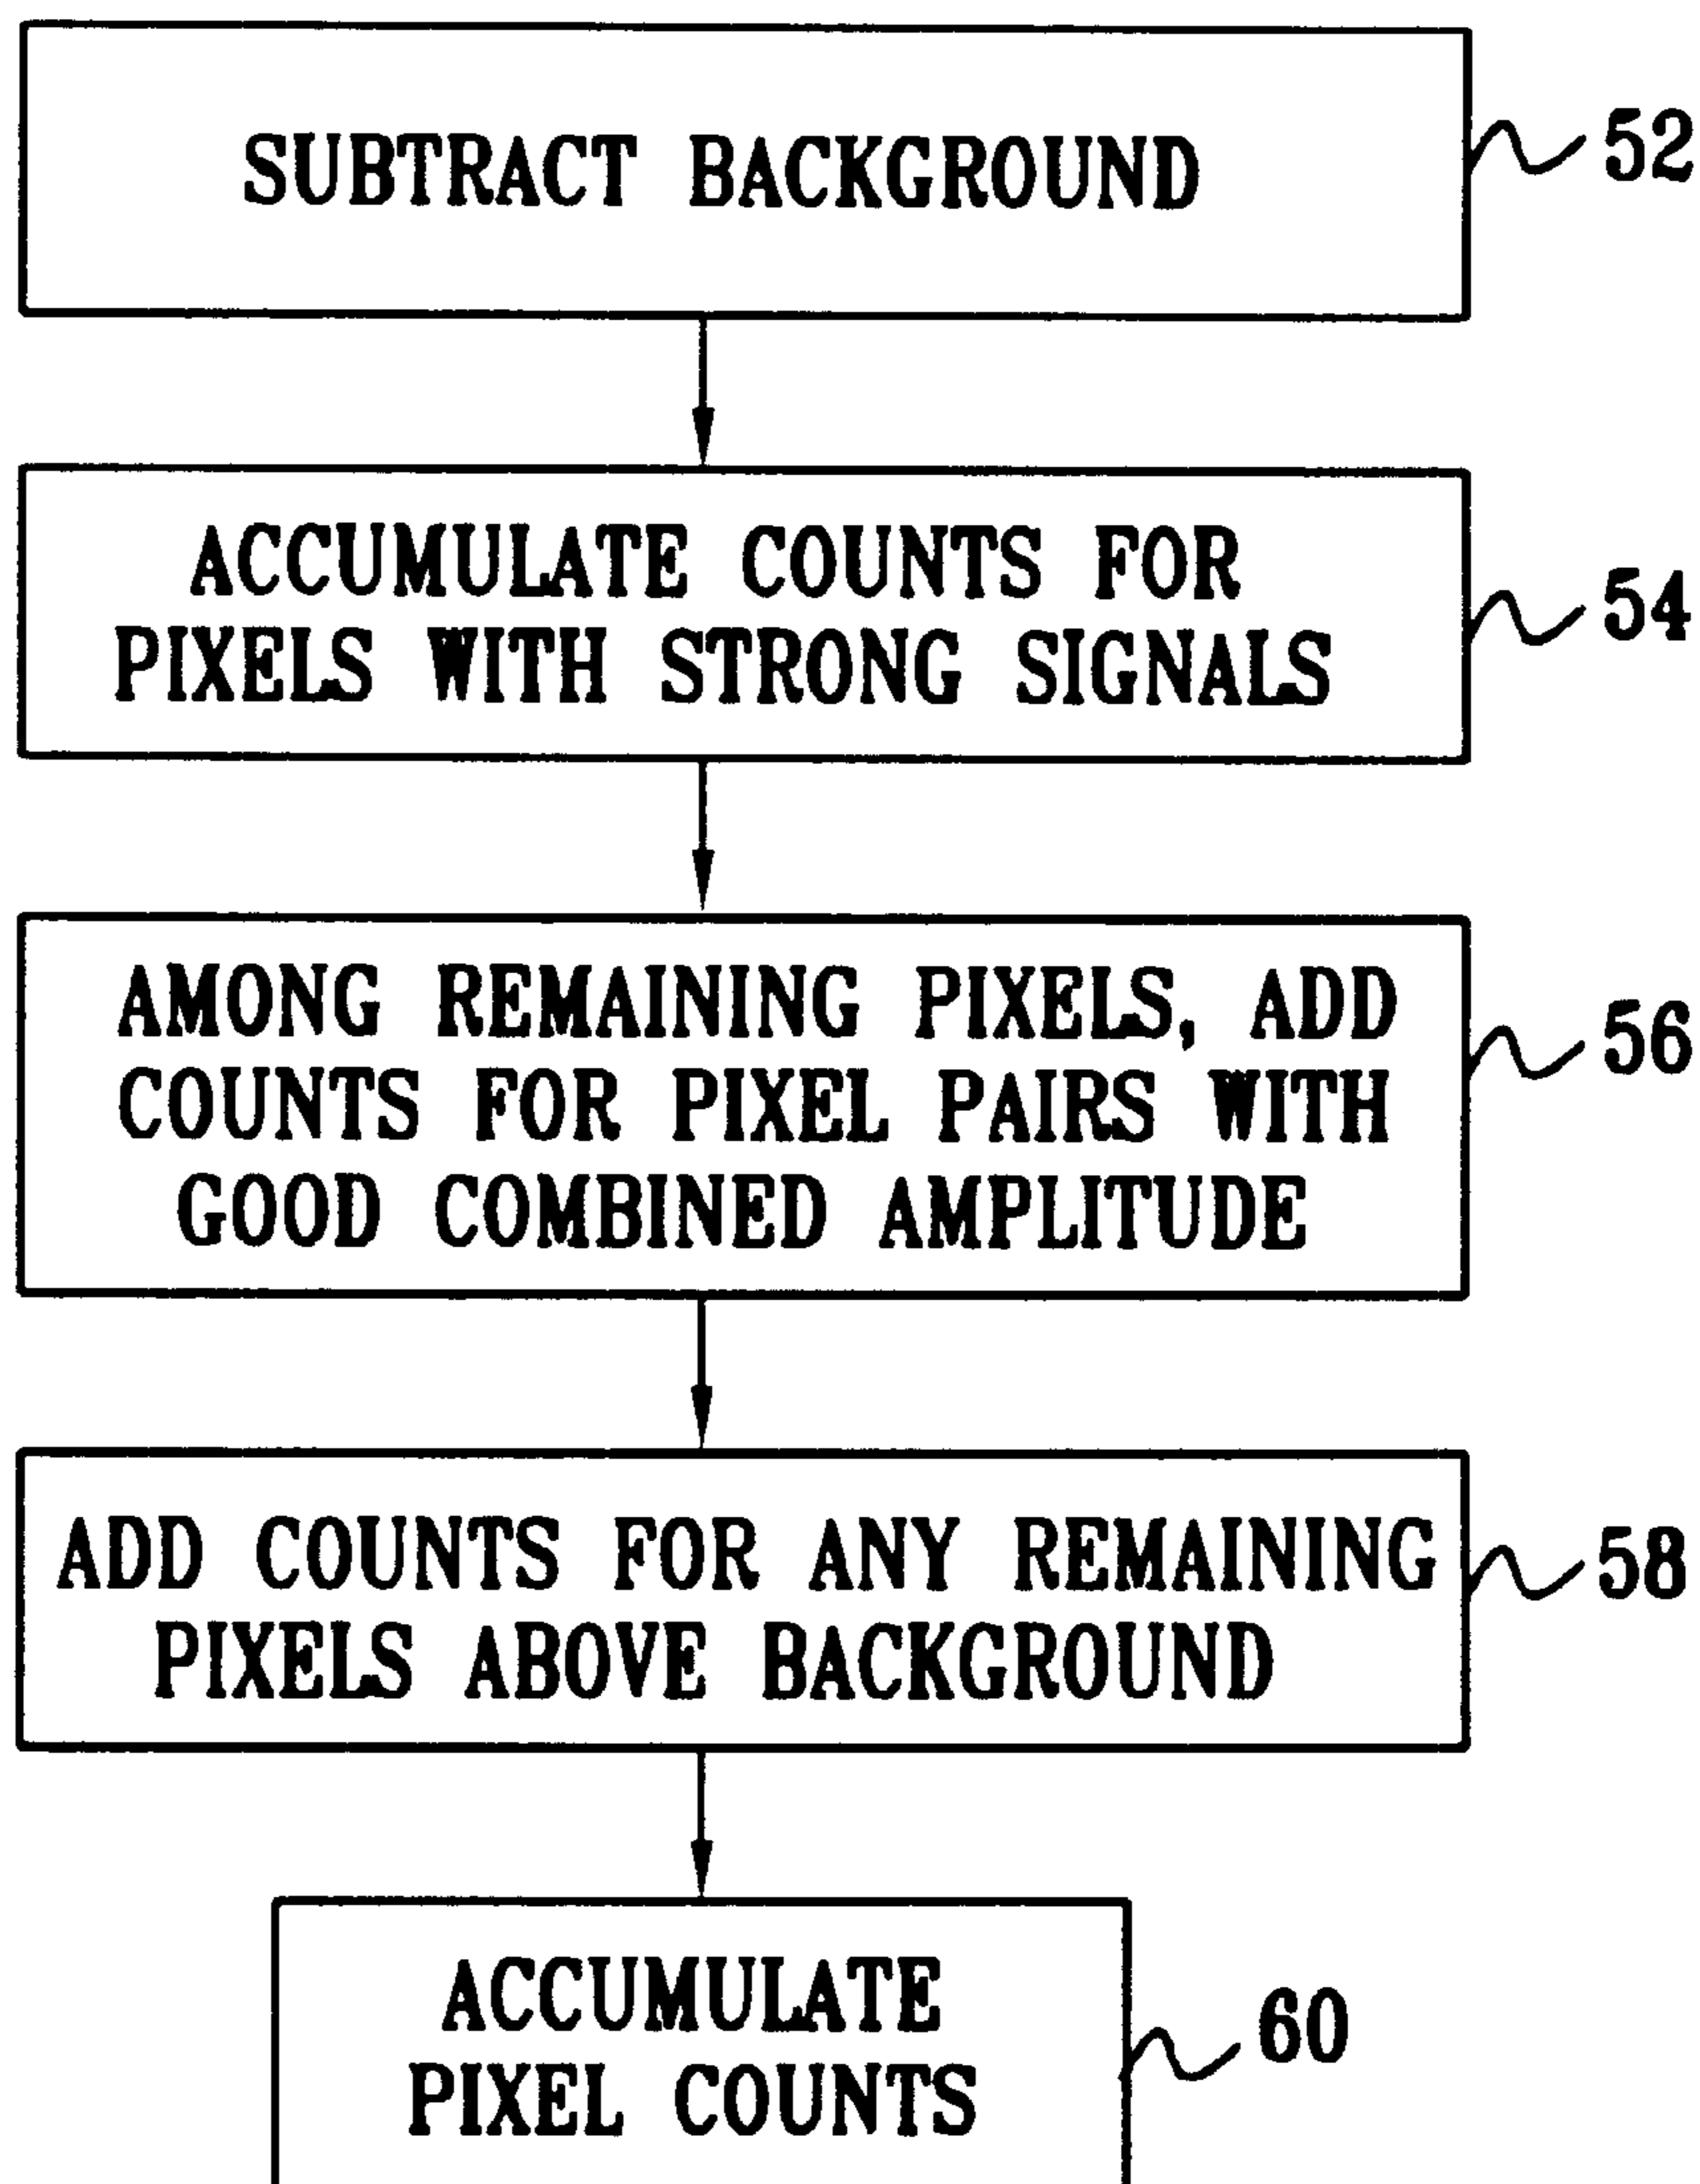 SUBTRACT BACKGROUND
52
ACCUMULATE COUNTS FOR
PIXELS WITH STRONG SIGNALS
54
AMONG REMAINING PIXELS, ADD
COUNTS FOR PIXEL PAIRS WITH
GOOD COMBINED AMPLITUDE
56
ADD COUNTS FOR ANY REMAINING
PIXELS ABOVE BACKGROUND
58
ACCUMULATE
PIXEL COUNTS
60